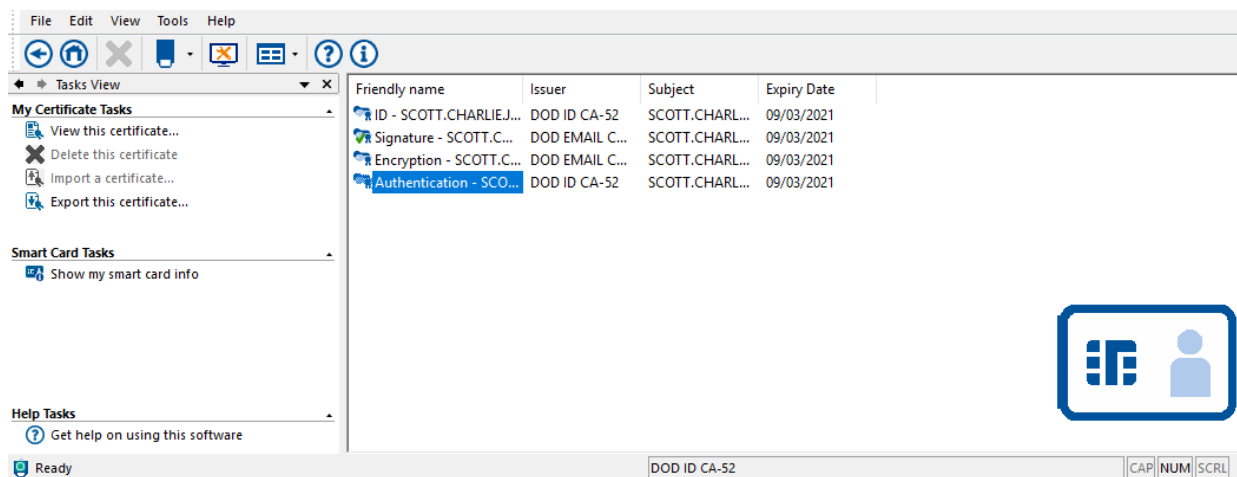 File Edit View Tools Help
Tasks View
My Certificate Tasks
View this certificate...
Delete this certificate
Import a certificate...
Export this certificate...
Smart Card Tasks
Show my smart card info
Help Tasks
Get help on using this software
Friendly name Issuer Subject Expiry Date
ID - SCOTT.CHARLIE.J... DOD ID CA-52 SCOTT.CHARL... 09/03/2021
Signature - SCOTT.C... DOD EMAIL C... SCOTT.CHARL... 09/03/2021
Encryption - SCOTT.C... DOD EMAIL C... SCOTT.CHARL... 09/03/2021
Authentication - SCO... DOD ID CA-52 SCOTT.CHARL... 09/03/2021
Ready DOD ID CA-52 CAP NUM SCRL